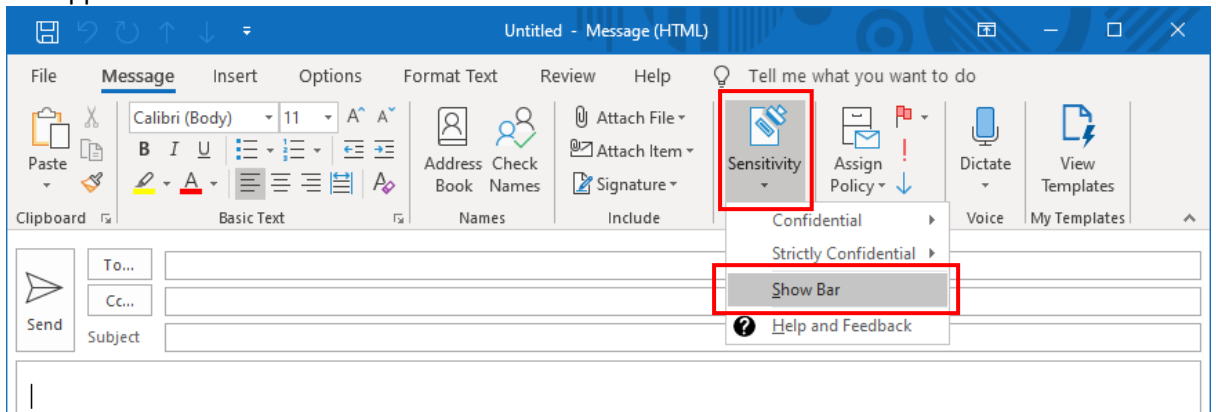 Untitled - Message (HTML)
File Message Insert Options Format Text Review Help Tell me what you want to do
Calibri (Body) 11 A^ Aˇ
Attach File
B I U
Attach Item
Signature
Paste
Address Book
Check Names
Sensitivity
Assign Policy
Dictate
View Templates
Clipboard Basic Text Names Include Voice My Templates
Confidential
Strictly Confidential
Show Bar
Help and Feedback
To...
Cc...
Send
Subject